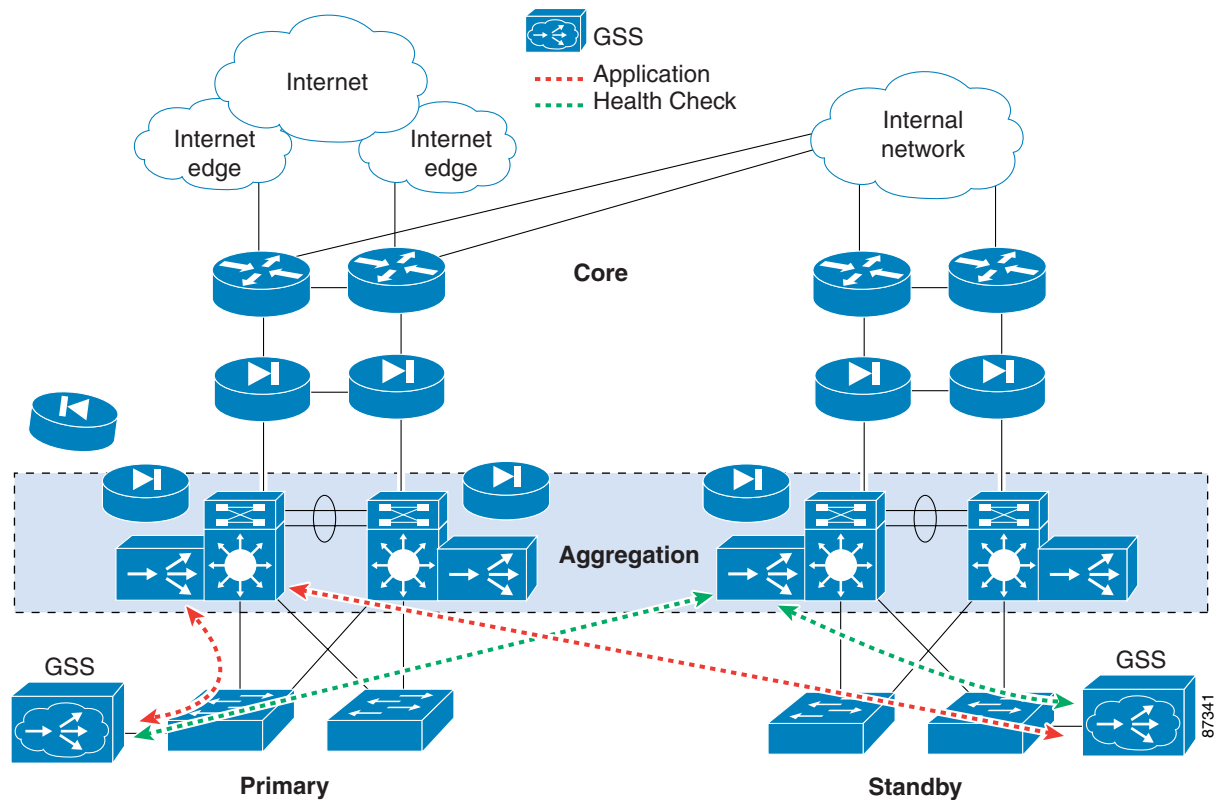 GSS
Application
Health Check
Internet
Internet
edge
Internet
edge
Internal
network
Core
Aggregation
GSS
GSS
87341
Primary
Standby